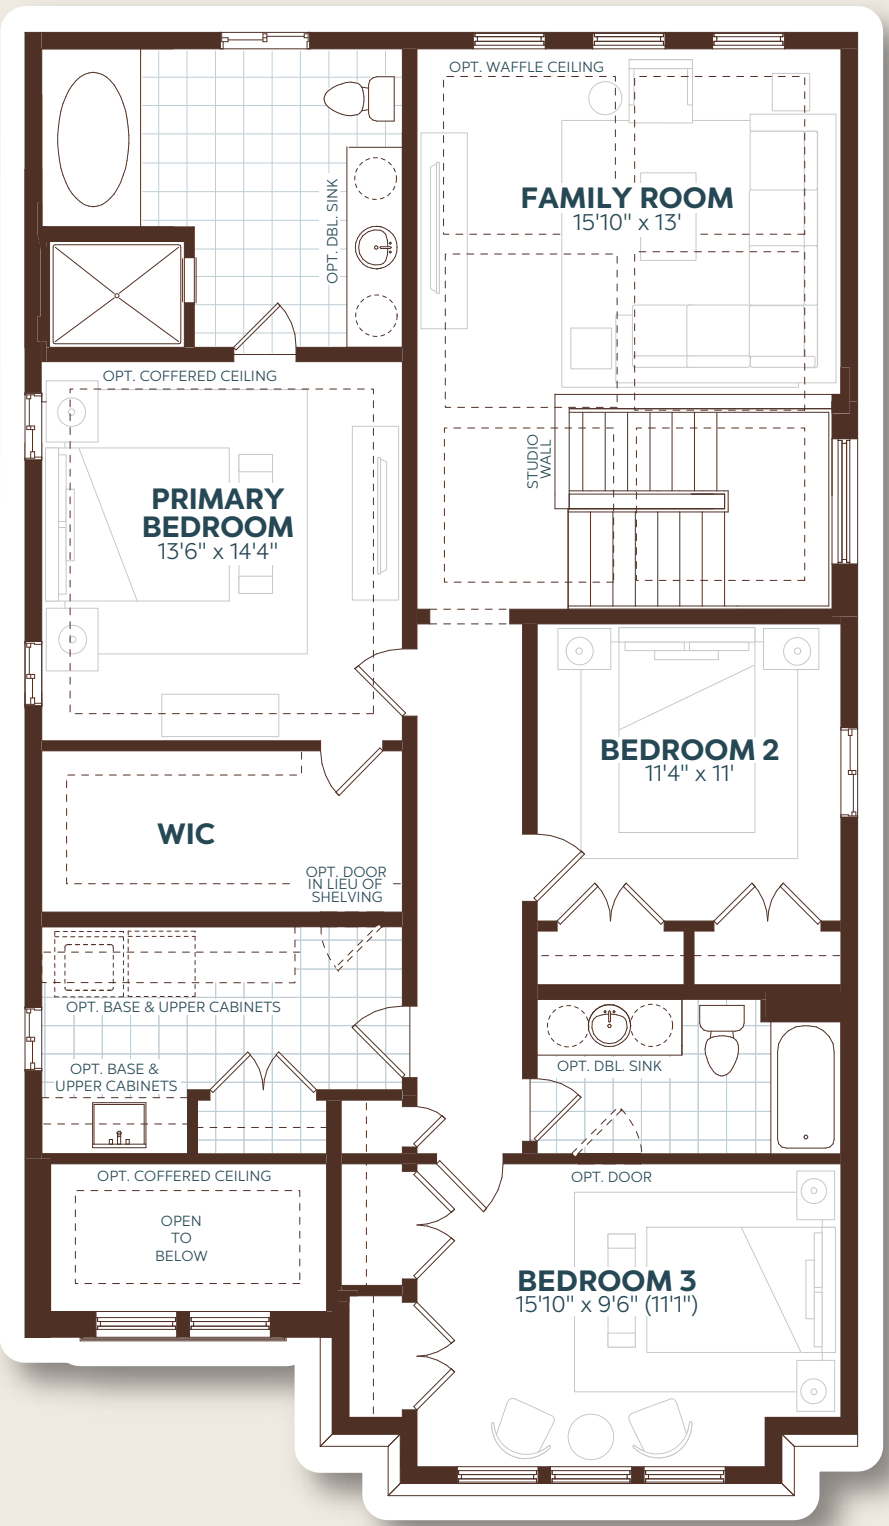 OPT. WAFFLE CEILING
FAMILY ROOM
15'10" x 13'
OPT. DBL. SINK
OPT. COFFERED CEILING
STUDIO
WALL
PRIMARY
BEDROOM
13'6" x 14'4"
BEDROOM 2
11'4" x 11'
WIC
OPT. DOOR
IN LIEU OF
SHELVING
OPT. BASE & UPPER CABINETS
OPT. BASE &
UPPER CABINETS
OPT. DBL. SINK
OPT. COFFERED CEILING
OPT. DOOR
OPEN
TO
BELOW
BEDROOM 3
15'10" x 9'6" (11'1")